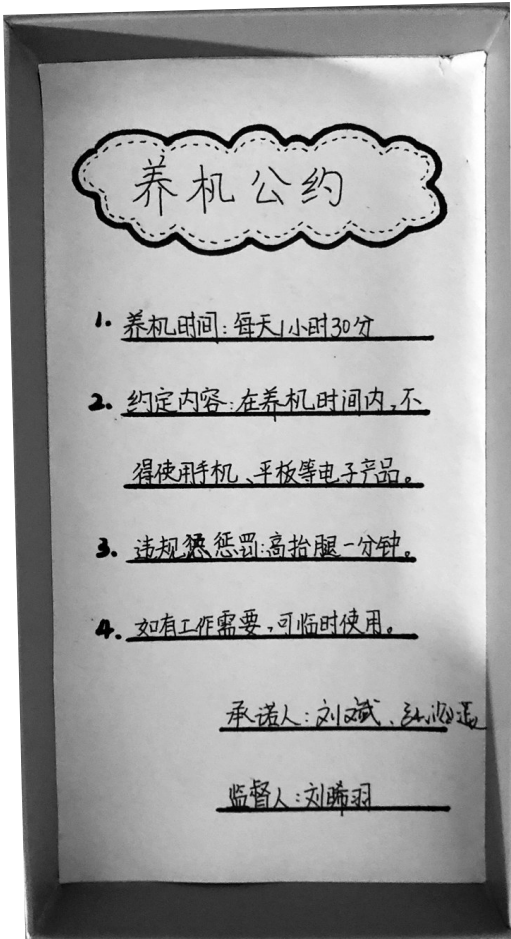 养机公约
1. 养机时间：每天1小时30分
2. 约定内容：在养机时间内，不
得使用手机、平板等电子产品。
3. 违规惩罚：高抬腿一分钟。
4. 如有工作需要，可临时使用。
承诺人：刘斌、
监督人：刘晞羽